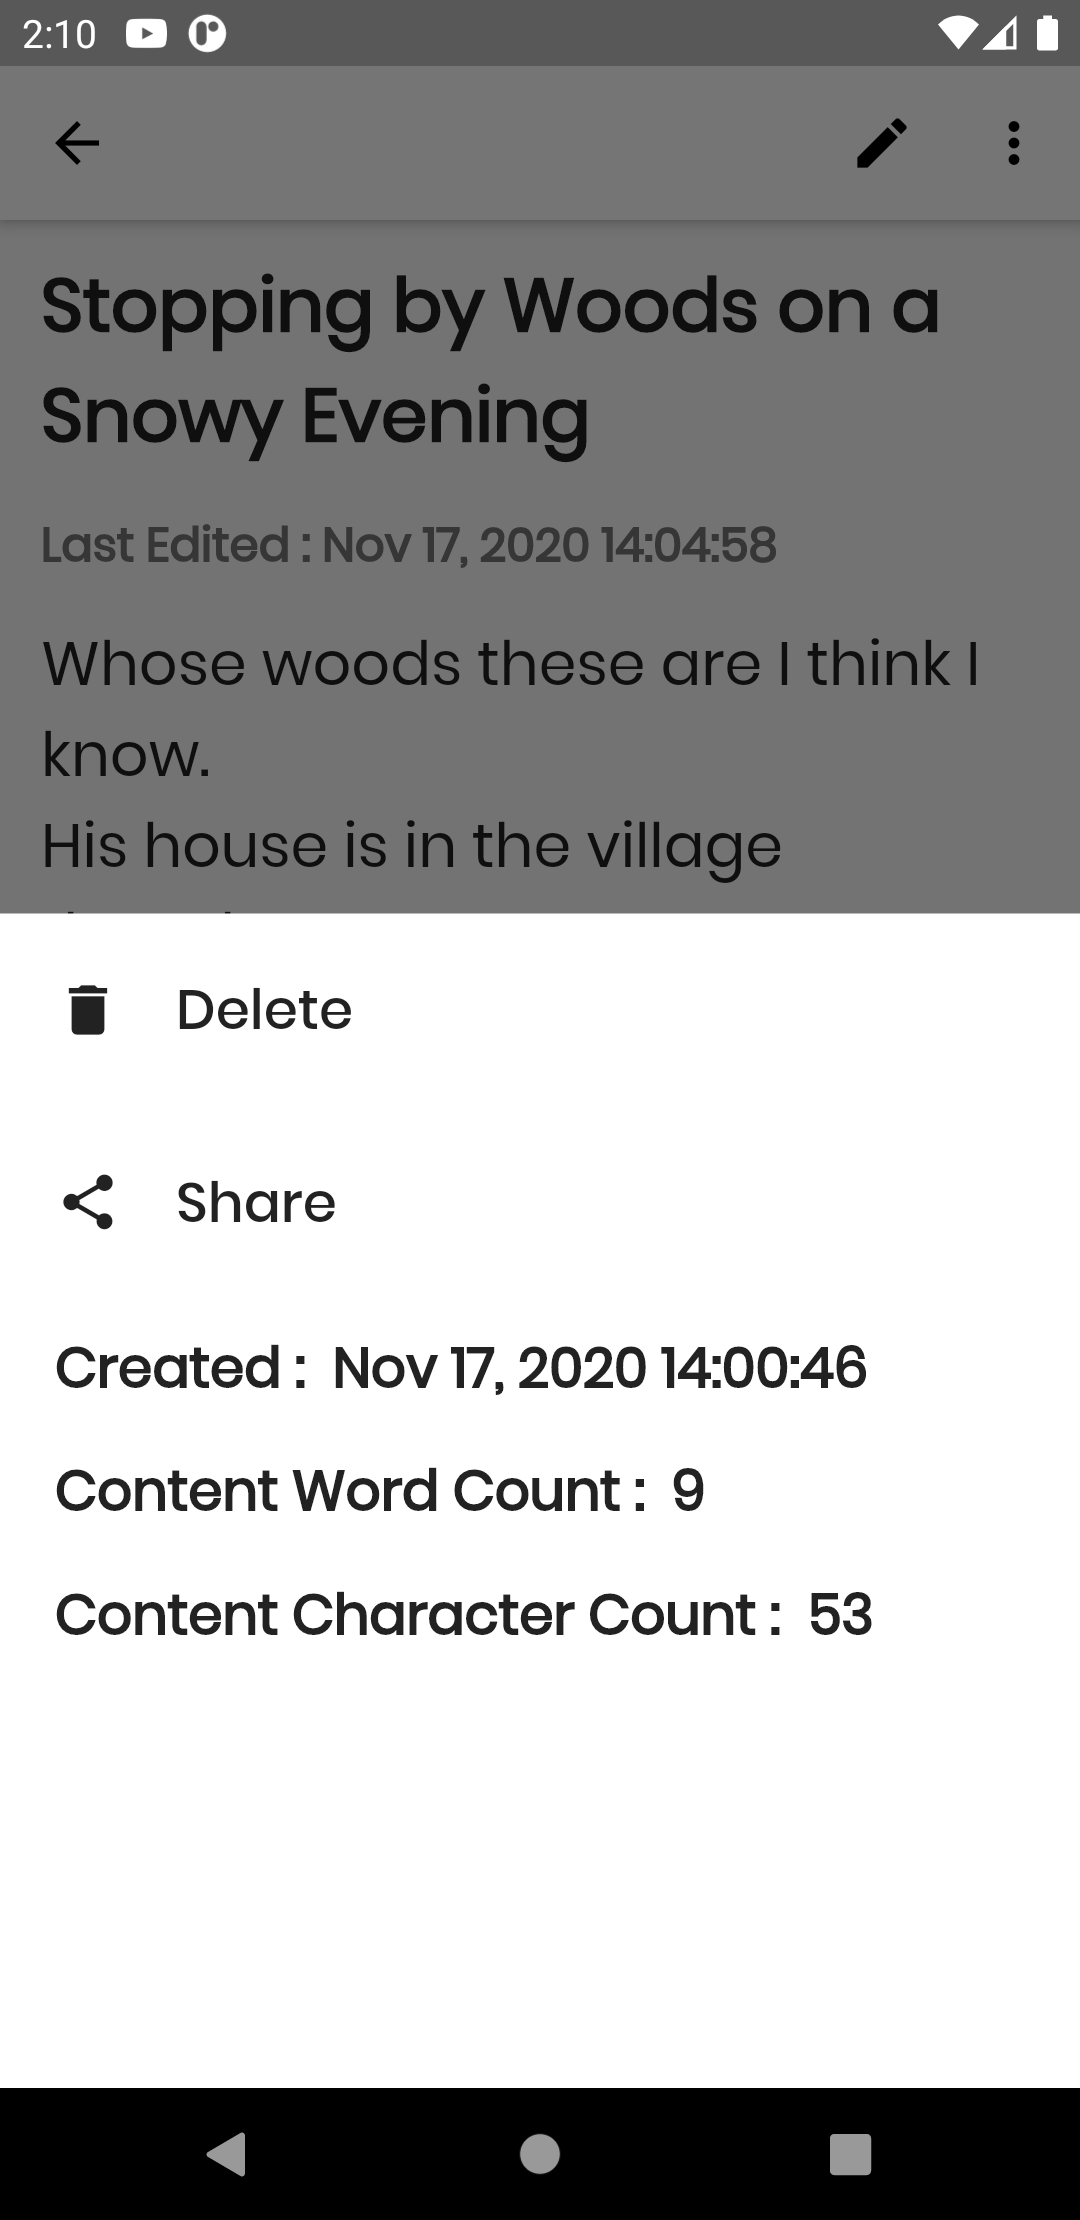 2:10
Stopping by Woods on a
Snowy Evening
Last Edited : Nov 17, 2020 14:04:58
Whose woods these are I think I
know.
His house is in the village
Delete
Share
Created : Nov 17, 2020 14:00:46
Content Word Count : 9
Content Character Count : 53